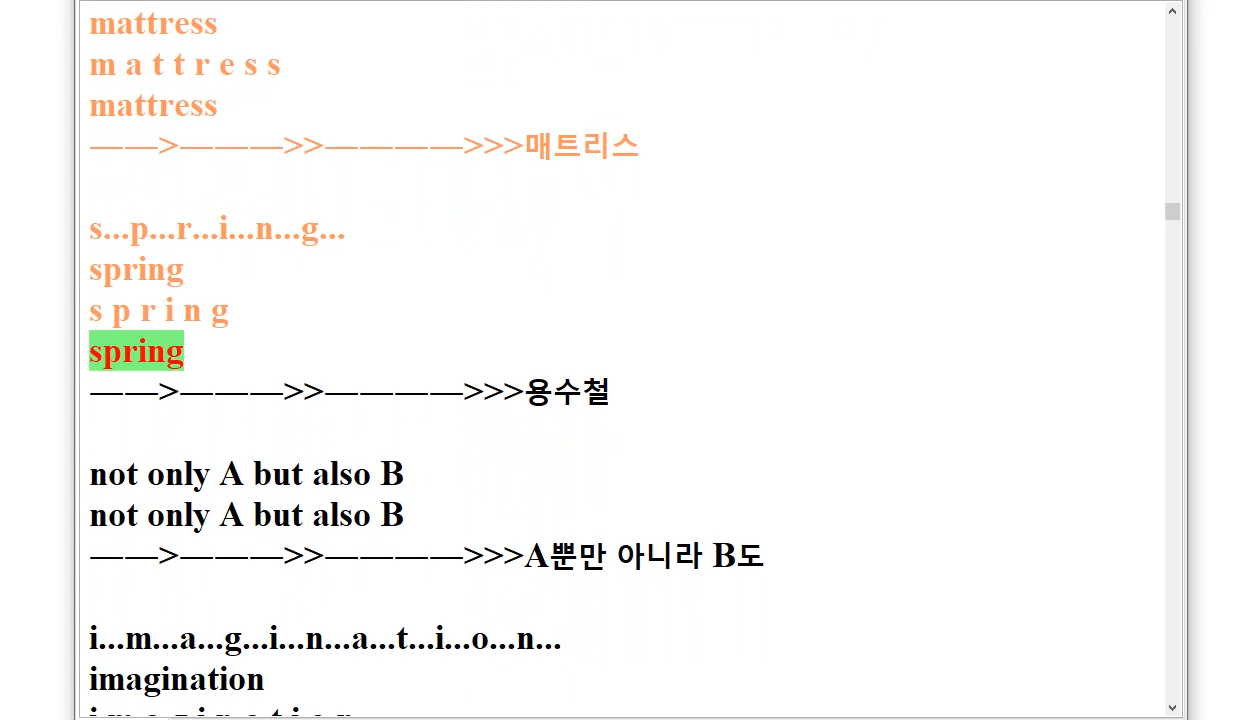 mattress
m a t t r e s s
mattress
——>———>>————>>>매트리스
s...p...r...i...n...g...
spring
s p r i n g
spring
——>———>>————>>>용수철
not only A but also B
not only A but also B
——>———>>————>>>A뿐만 아니라 B도
i...m...a...g...i...n...a...t...i...o...n...
imagination
i m a g i n a t i o n